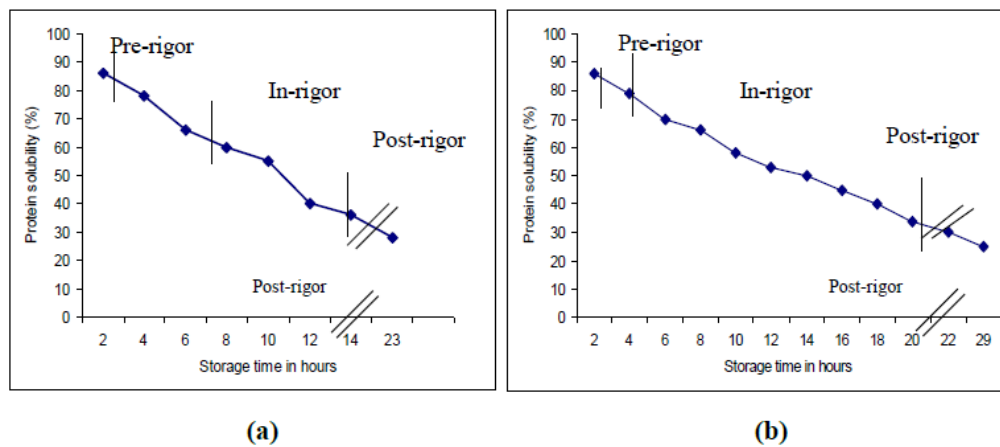 Pre-rigor
In-rigor
Post-rigor
Post-rigor
Protein solubility (%)
100
90
80
70
60
50
40
30
20
10
0
2 4 6 8 10 12 14 23
Storage time in hours
(a)
Pre-rigor
In-rigor
Post-rigor
Post-rigor
Protein solubility (%)
100
90
80
70
60
50
40
30
20
10
0
2 4 6 8 10 12 14 16 18 20 22 29
Storage time in hours
(b)